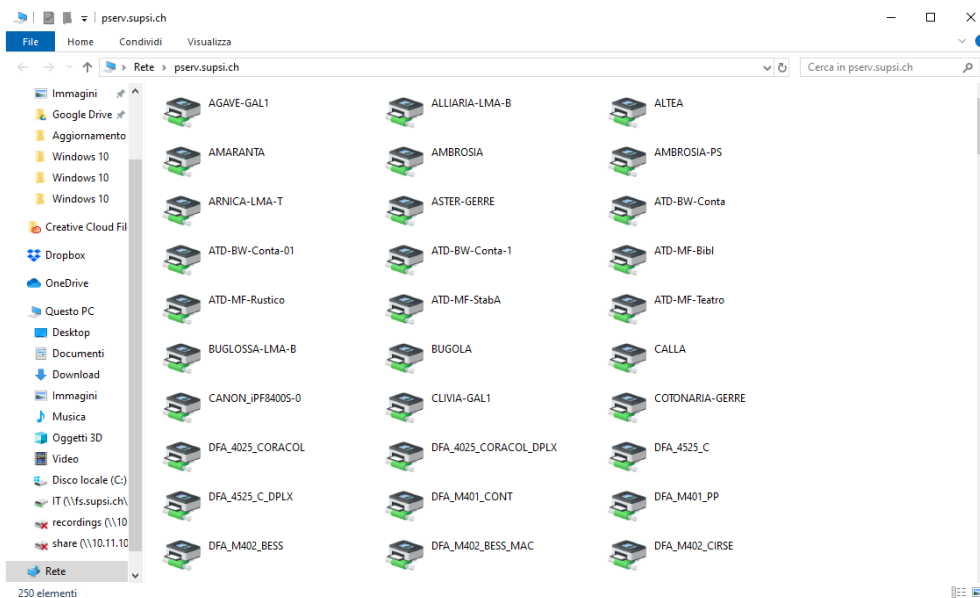 pserv.supsi.ch
File Home Condividi Visualizza
Rete pserv.supsi.ch Cerca in pserv.supsi.ch
Immagini
Google Drive
Aggiornamento
Windows 10
Windows 10
Windows 10
Creative Cloud Fil
Dropbox
OneDrive
Questo PC
Desktop
Documenti
Download
Immagini
Musica
Oggetti 3D
Video
Disco locale (C:)
IT (\\fs.supsi.ch\
recordings (\\10
share (\\10.11.10
Rete
AGAVE-GAL1 ALLIARIA-LMA-B ALTEA
AMARANTA AMBROSIA AMBROSIA-PS
ARNICA-LMA-T ASTER-GERRE ATD-BW-Conta
ATD-BW-Conta-01 ATD-BW-Conta-1 ATD-MF-Bibl
ATD-MF-Rustico ATD-MF-StabA ATD-MF-Teatro
BUGLOSSA-LMA-B BUGOLA CALLA
CANON_iPF8400S-0 CLIVIA-GAL1 COTONARIA-GERRE
DFA_4025_CORACOL DFA_4025_CORACOL_DPLX DFA_4525_C
DFA_4525_C_DPLX DFA_M401_CONT DFA_M401_PP
DFA_M402_BESS DFA_M402_BESS_MAC DFA_M402_CIRSE
250 elementi